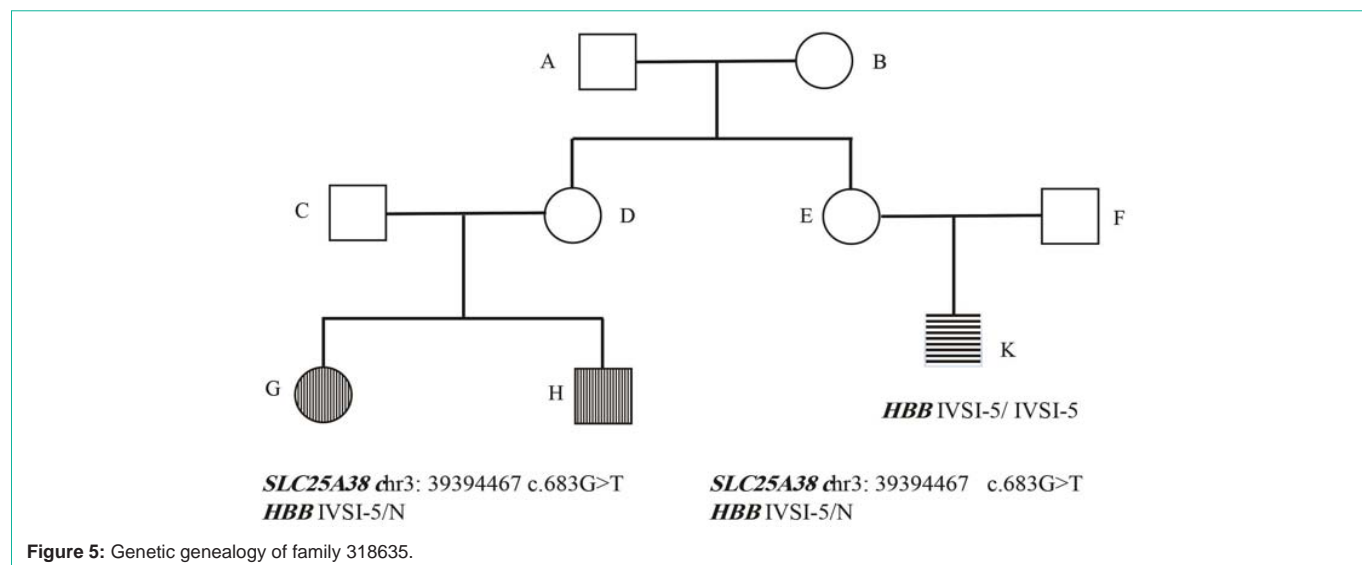 A
B
C
D
E
F
G
H
K
HBB IVSI-5/ IVSI-5
SLC25A38 chr3: 39394467 c.683G>T
HBB IVSI-5/N
SLC25A38 chr3: 39394467 c.683G>T
HBB IVSI-5/N
Figure 5: Genetic genealogy of family 318635.